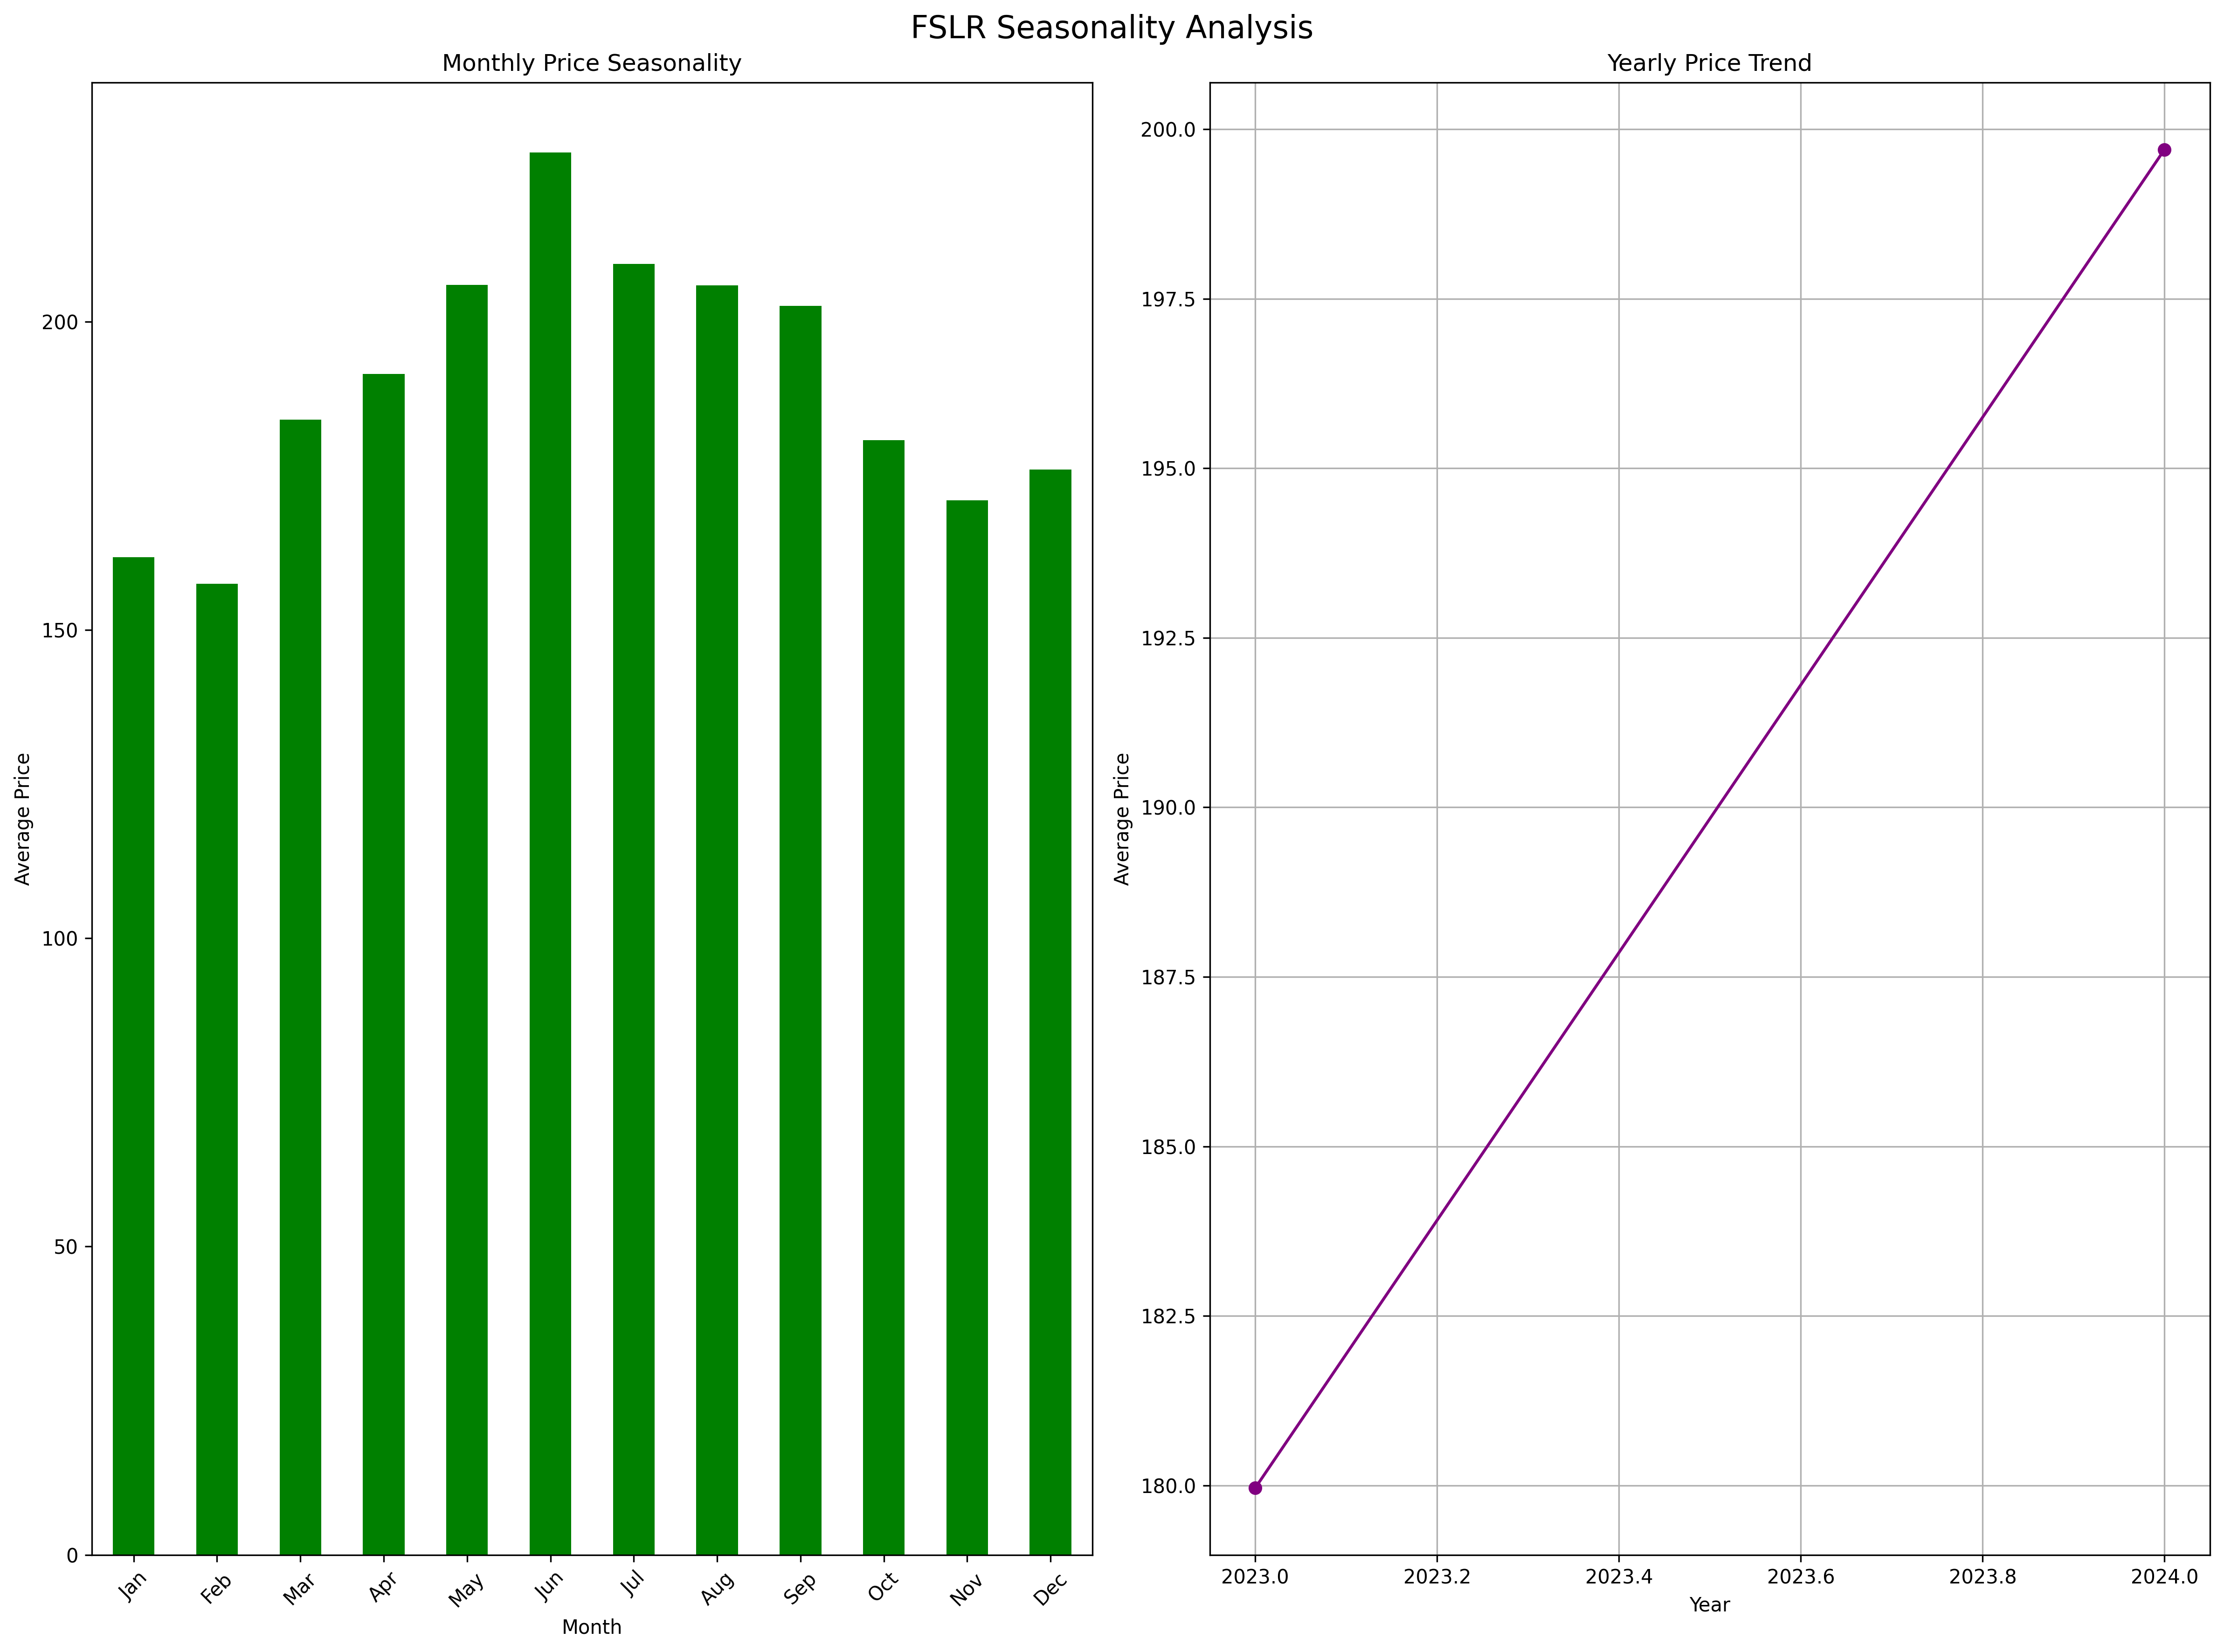 FSLR Seasonality Analysis
Monthly Price Seasonality
Average Price
200
150
100
50
0
Jan Feb Mar Apr May Jun Jul Aug Sep Oct Nov Dec
Month
Yearly Price Trend
Average Price
200.0
197.5
195.0
192.5
190.0
187.5
185.0
182.5
180.0
2023.0 2023.2 2023.4 2023.6 2023.8 2024.0
Year